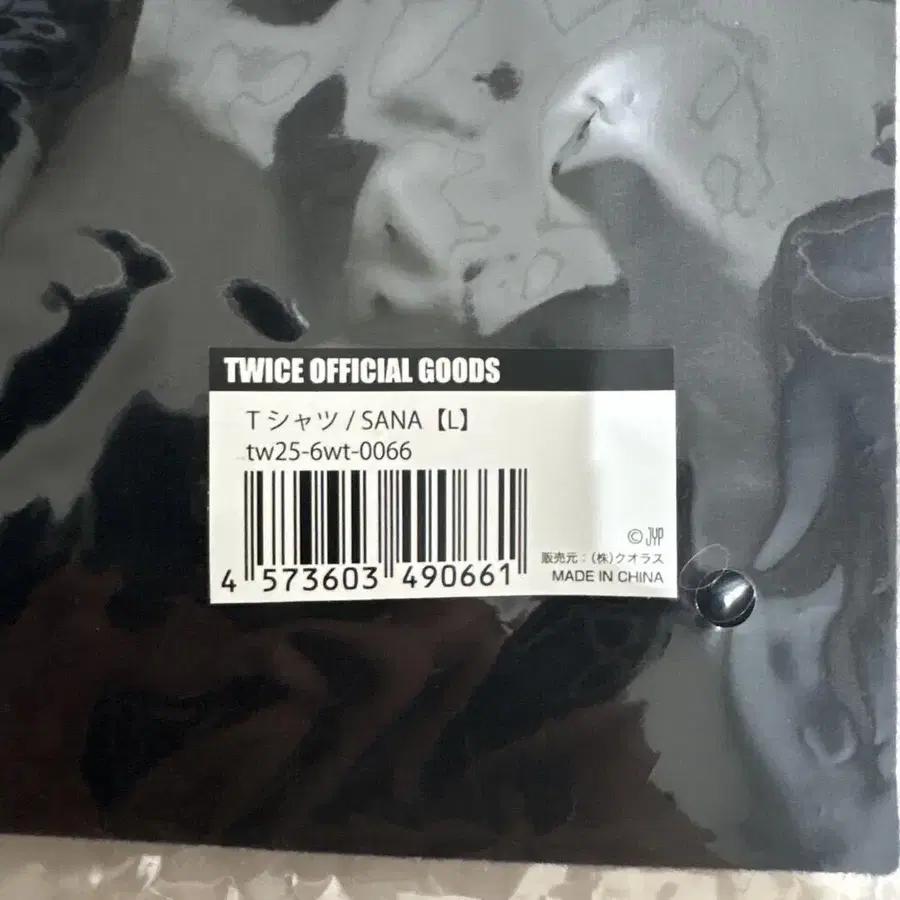 TWICE OFFICIAL GOODS
Tシャツ/SANA【L】
tw25-6wt-0066
© JYP
販売元：(株)クオラス
MADE IN CHINA
4 573603 490661